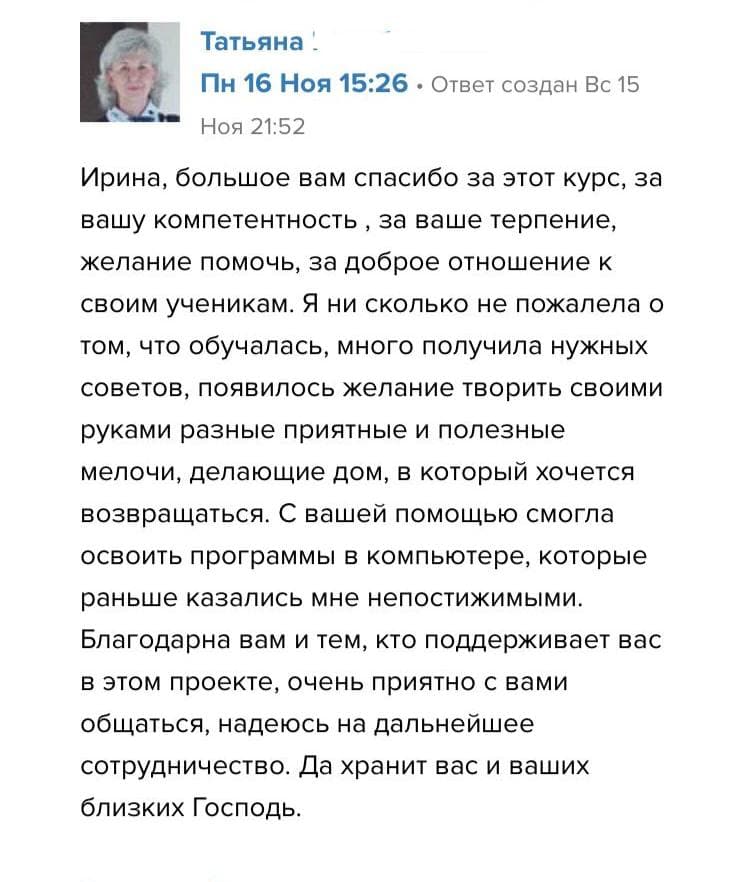 Татьяна
Пн 16 Ноя 15:26 • Ответ создан Вс 15
Ноя 21:52
Ирина, большое вам спасибо за этот курс, за
вашу компетентность , за ваше терпение,
желание помочь, за доброе отношение к
своим ученикам. Я ни сколько не пожалела о
том, что обучалась, много получила нужных
советов, появилось желание творить своими
руками разные приятные и полезные
мелочи, делающие дом, в который хочется
возвращаться. С вашей помощью смогла
освоить программы в компьютере, которые
раньше казались мне непостижимыми.
Благодарна вам и тем, кто поддерживает вас
в этом проекте, очень приятно с вами
общаться, надеюсь на дальнейшее
сотрудничество. Да хранит вас и ваших
близких Господь.